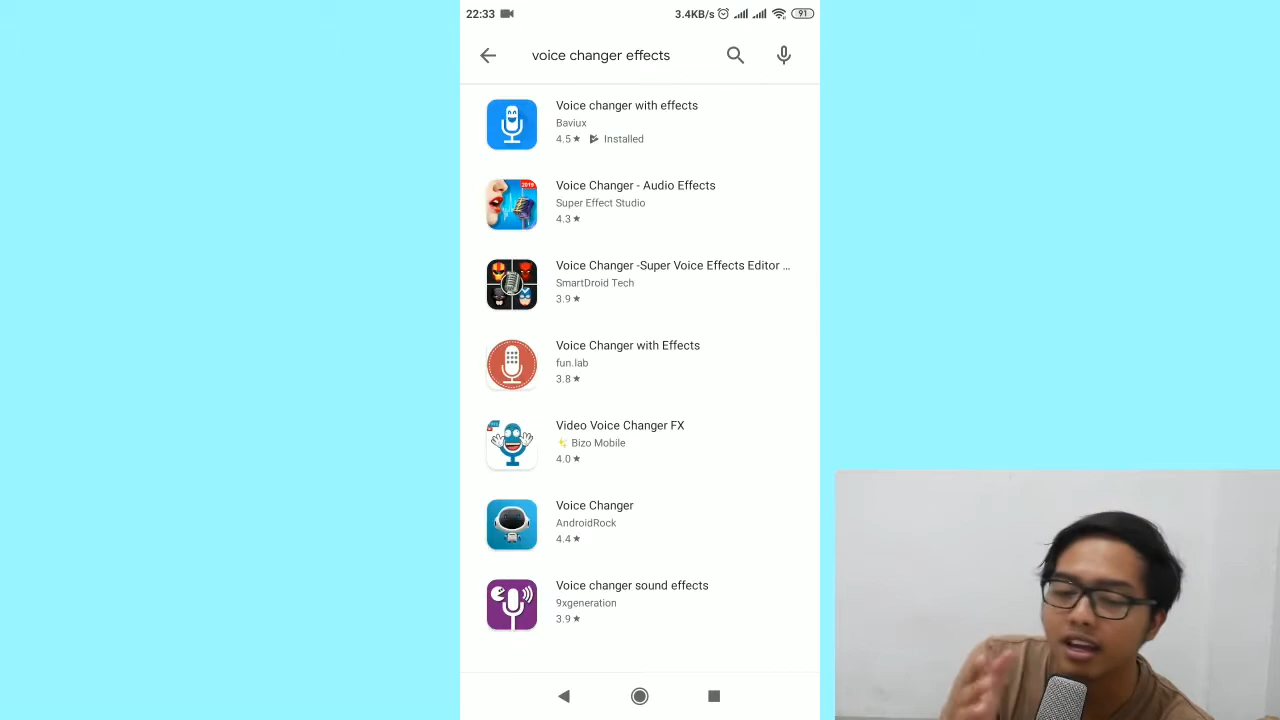 22:33
3.4KB/s
91
voice changer effects
Voice changer with effects
Baviux
4.5 ★ Installed
2019
Voice Changer - Audio Effects
Super Effect Studio
4.3 ★
Voice Changer -Super Voice Effects Editor ...
SmartDroid Tech
3.9 ★
Voice Changer with Effects
fun.lab
3.8 ★
Video Voice Changer FX
✨ Bizo Mobile
4.0 ★
Voice Changer
AndroidRock
4.4 ★
Voice changer sound effects
9xgeneration
3.9 ★